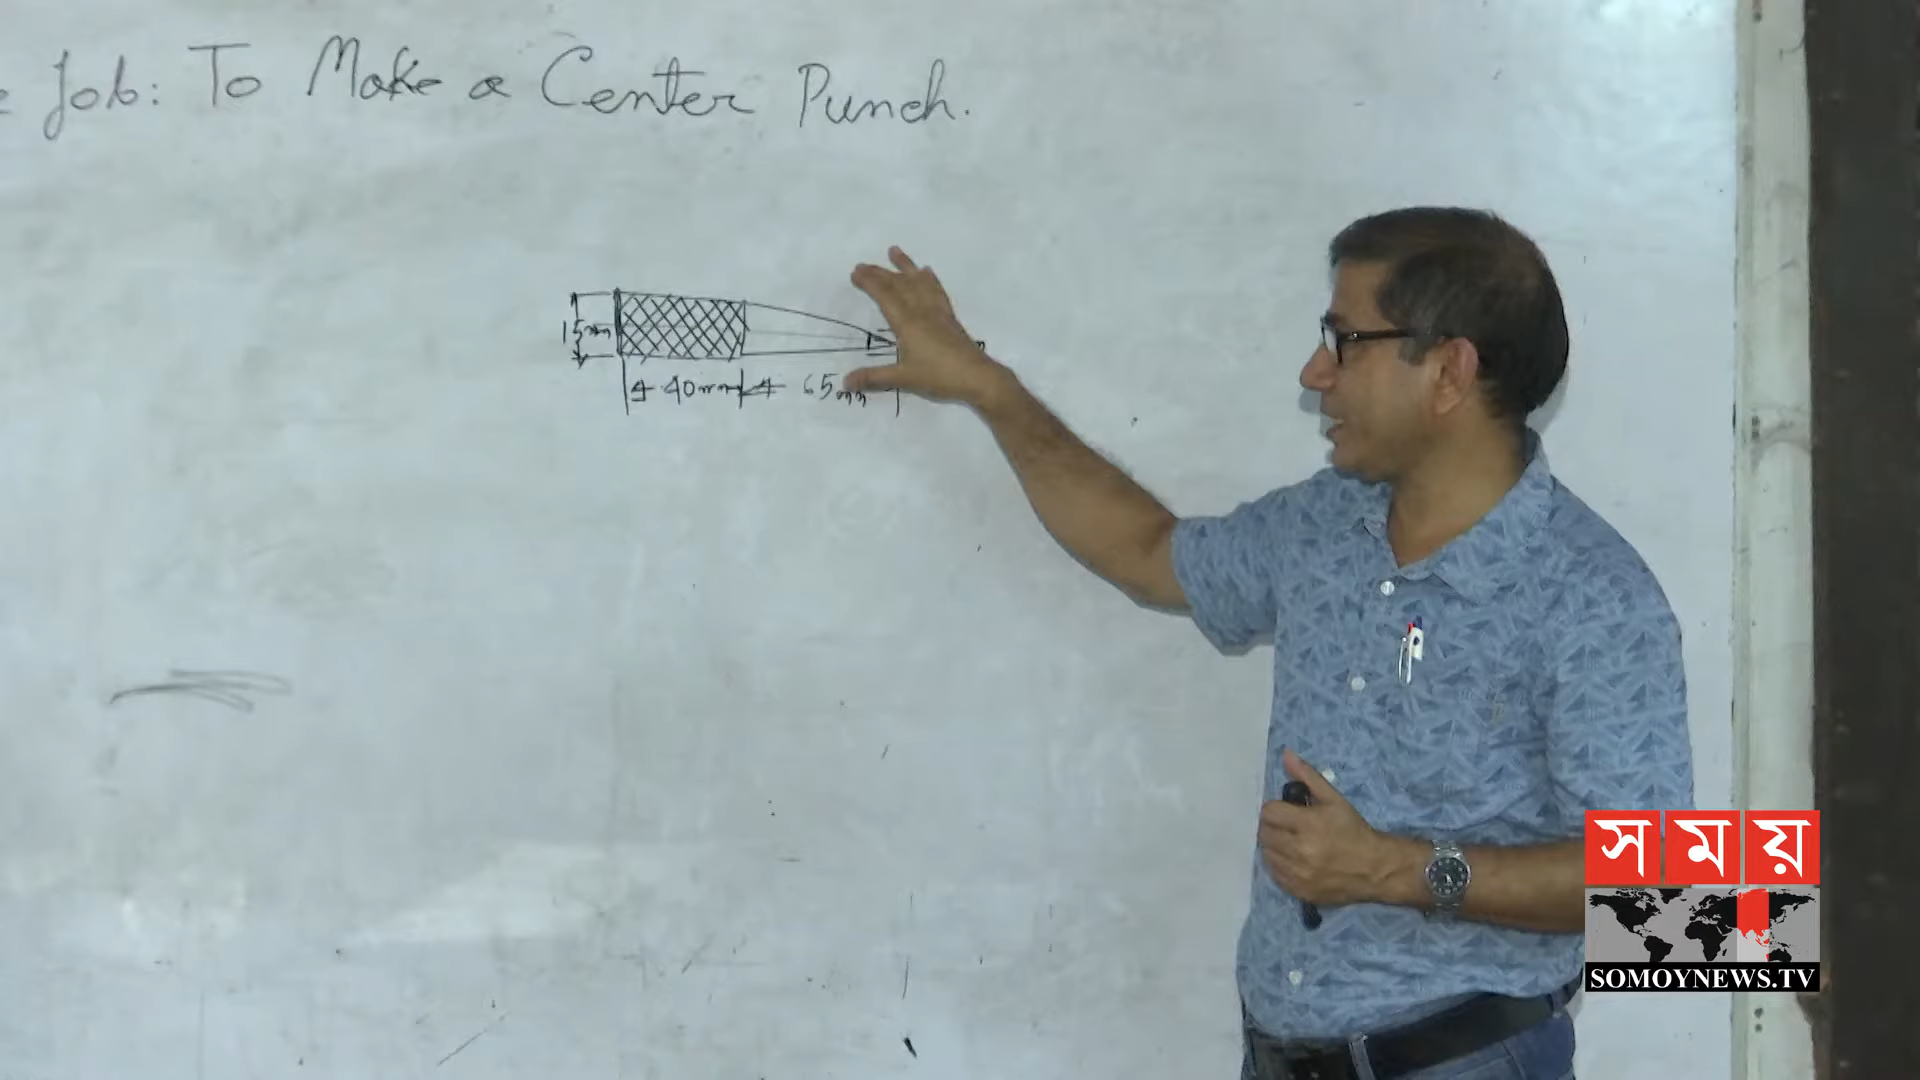 Job: To Make a Center Punch.
15mm
40mm
65mm
সময়
SOMOYNEWS.TV